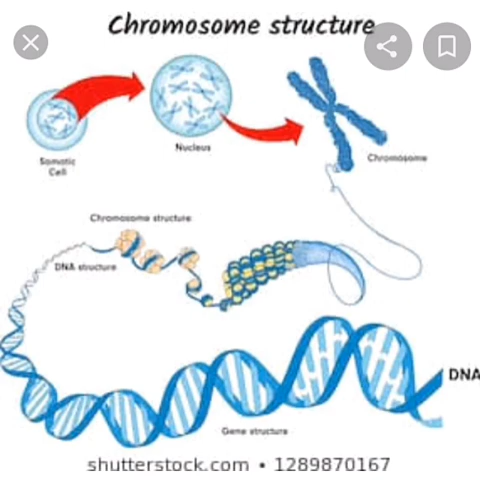 Chromosome structure
Somatic
Cell
Nucleus
Chromosome
Chromosome structure
DNA structure
DNA
Gene structure
shutterstock.com • 1289870167